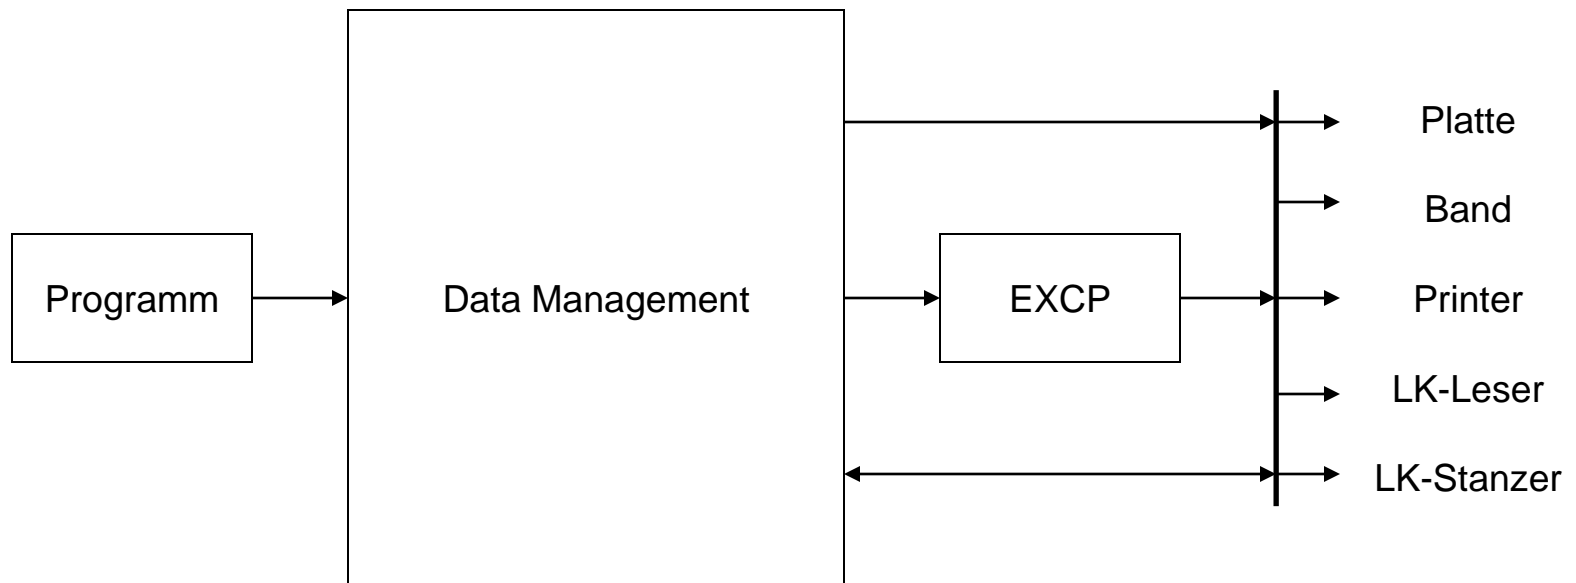 Platte
Band
Programm
Data Management
EXCP
Printer
LK-Leser
LK-Stanzer